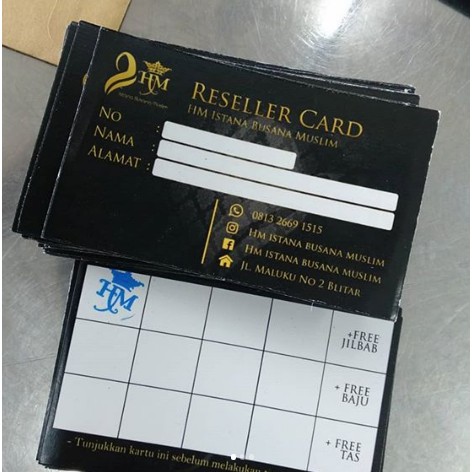 HM
RESELLER CARD
HM ISTANA BUSANA MUSLIM
NO :
NAMA :
ALAMAT :
0813 2669 1515
HM ISTANA BUSANA MUSLIM
HM ISTANA BUSANA MUSLIM
JL. MALUKU NO 2 BLITAR
HM
+FREE
JILBAB
+ FREE
BAJU
+ FREE
TAS
- Tunjukkan kartu ini sebelum melakukan